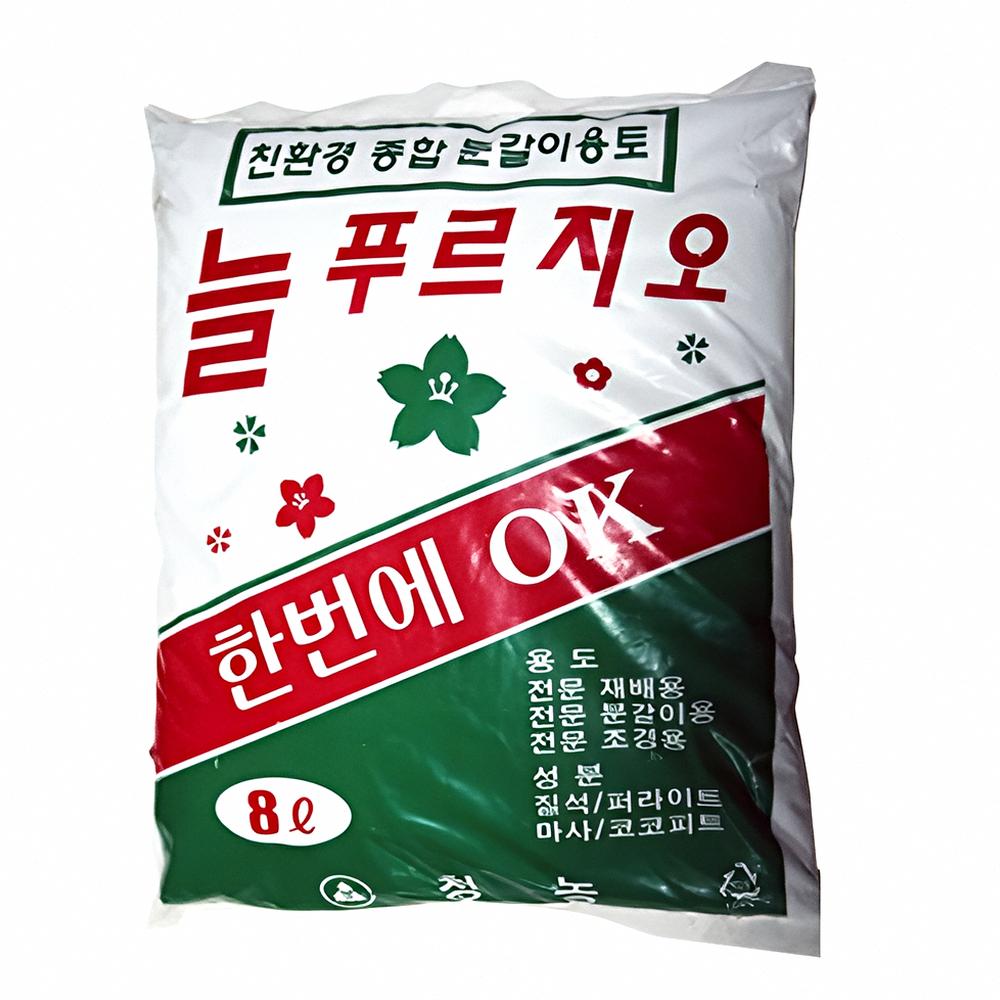 친환경 종합 분갈이용토
늘 푸르지오
한번에 OK
용 도
전문 재배용
전문 분갈이용
전문 조경용
성 분
질석/퍼라이트
마사/코코피트
8ℓ
청 농